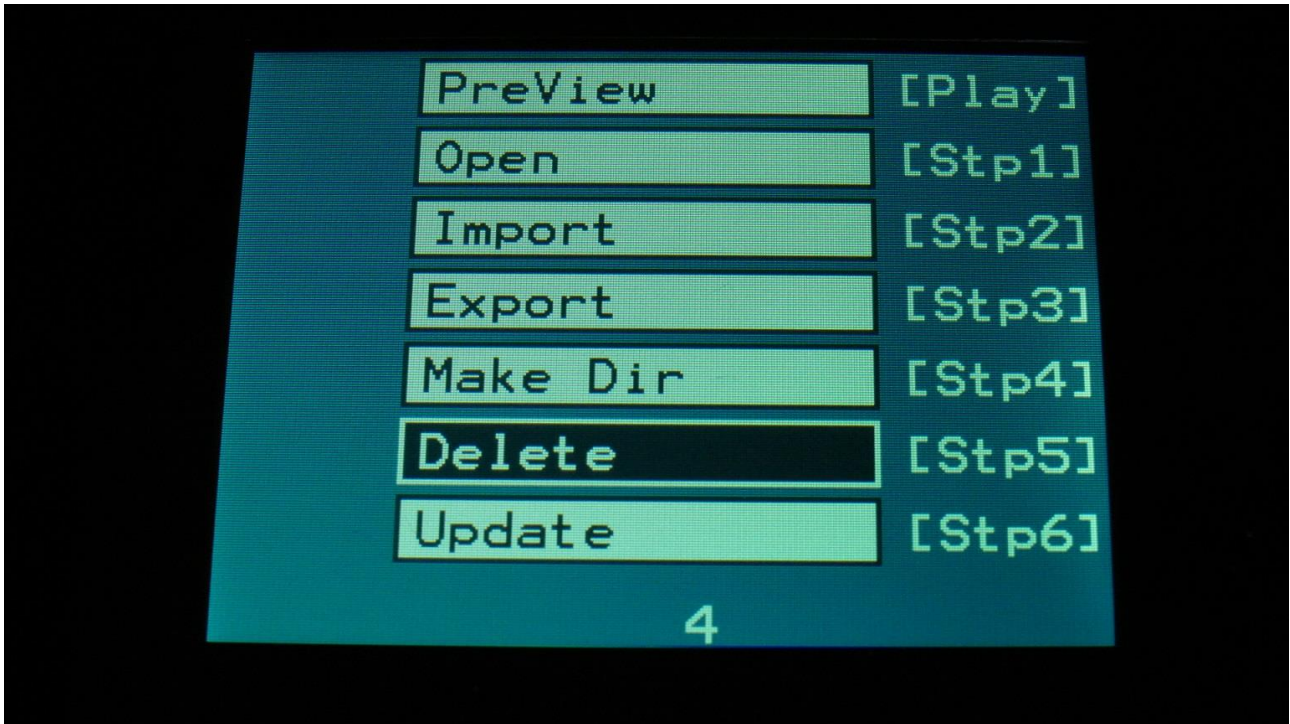 PreView [Play]
Open [Stp1]
Import [Stp2]
Export [Stp3]
Make Dir [Stp4]
Delete [Stp5]
Update [Stp6]
4